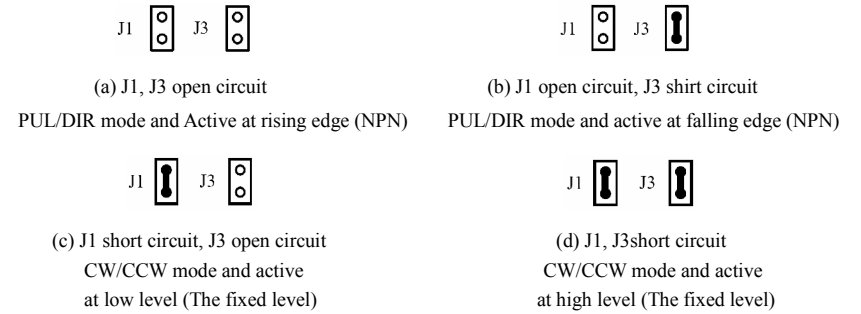 J1 J3 J1 J3
(a) J1, J3 open circuit
PUL/DIR mode and Active at rising edge (NPN)
(b) J1 open circuit, J3 shirt circuit
PUL/DIR mode and active at falling edge (NPN)
J1 J3 J1 J3
(c) J1 short circuit, J3 open circuit
CW/CCW mode and active
at low level (The fixed level)
(d) J1, J3short circuit
CW/CCW mode and active
at high level (The fixed level)